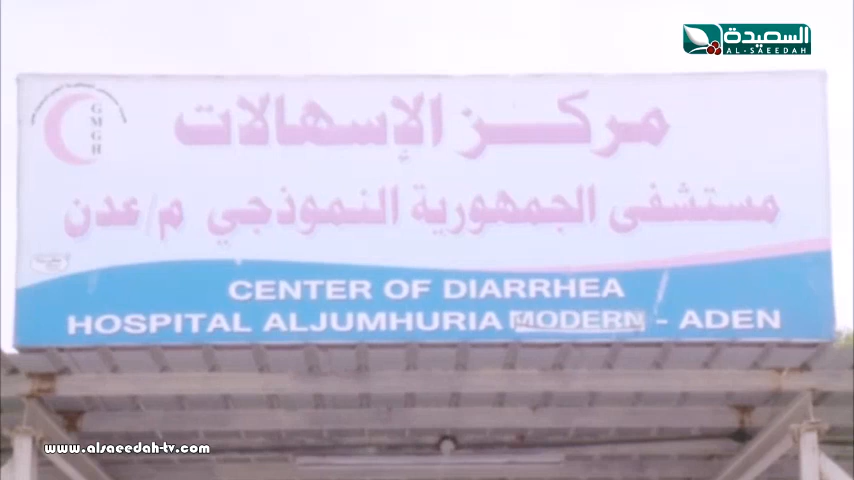 السعيدة
AL-SAEEDAH
GMGH
مركز الإسهالات
مستشفى الجمهورية النموذجي م/عدن
CENTER OF DIARRHEA
HOSPITAL ALJUMHURIA MODERN - ADEN
www.alsaeedah-tv.com